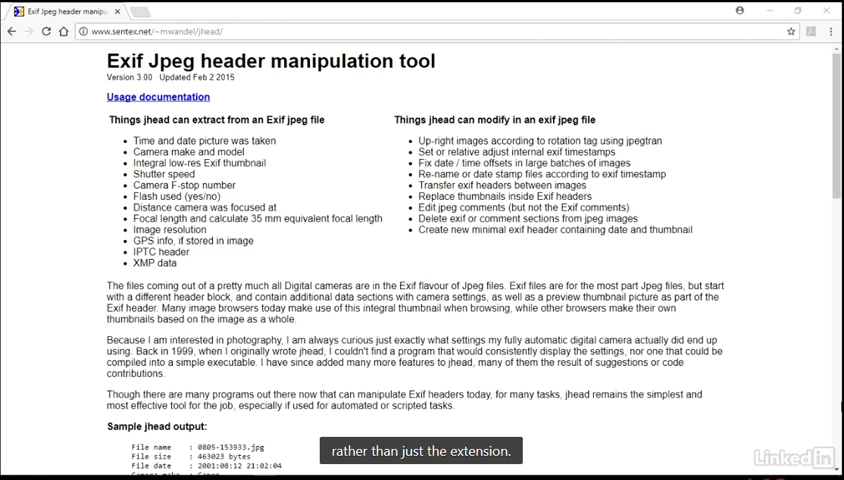 Exif Jpeg header manipu
www.sentex.net/~mwandel/jhead/
Exif Jpeg header manipulation tool
Version 3.00 Updated Feb 2 2015
Usage documentation
Things jhead can extract from an Exif jpeg file
Time and date picture was taken
Camera make and model
Integral low-res Exif thumbnail
Shutter speed
Camera F-stop number
Flash used (yes/no)
Distance camera was focused at
Focal length and calculate 35 mm equivalent focal length
Image resolution
GPS info, if stored in image
IPTC header
XMP data
Things jhead can modify in an exif jpeg file
Up-right images according to rotation tag using jpegtran
Set or relative adjust internal exif timestamps
Fix date / time offsets in large batches of images
Re-name or date stamp files according to exif timestamp
Transfer exif headers between images
Replace thumbnails inside Exif headers
Edit jpeg comments (but not the Exif comments)
Delete exif or comment sections from jpeg images
Create new minimal exif header containing date and thumbnail
The files coming out of a pretty much all Digital cameras are in the Exif flavour of Jpeg files. Exif files are for the most part Jpeg files, but start
with a different header block, and contain additional data sections with camera settings, as well as a preview thumbnail picture as part of the
Exif header. Many image browsers today make use of this integral thumbnail when browsing, while other browsers make their own
thumbnails based on the image as a whole.
Because I am interested in photography, I am always curious just exactly what settings my fully automatic digital camera actually did end up
using. Back in 1999, when I originally wrote jhead, I couldn't find a program that would consistently display the settings, nor one that could be
compiled into a simple executable. I have since added many more features to jhead, many of them the result of suggestions or code
contributions.
Though there are many programs out there now that can manipulate Exif headers today, for many tasks, jhead remains the simplest and
most effective tool for the job, especially if used for automated or scripted tasks.
Sample jhead output:
File name : 0805-153933.jpg
File size : 463023 bytes
File date : 2001:08:12 21:02:04
rather than just the extension.
LinkedIn